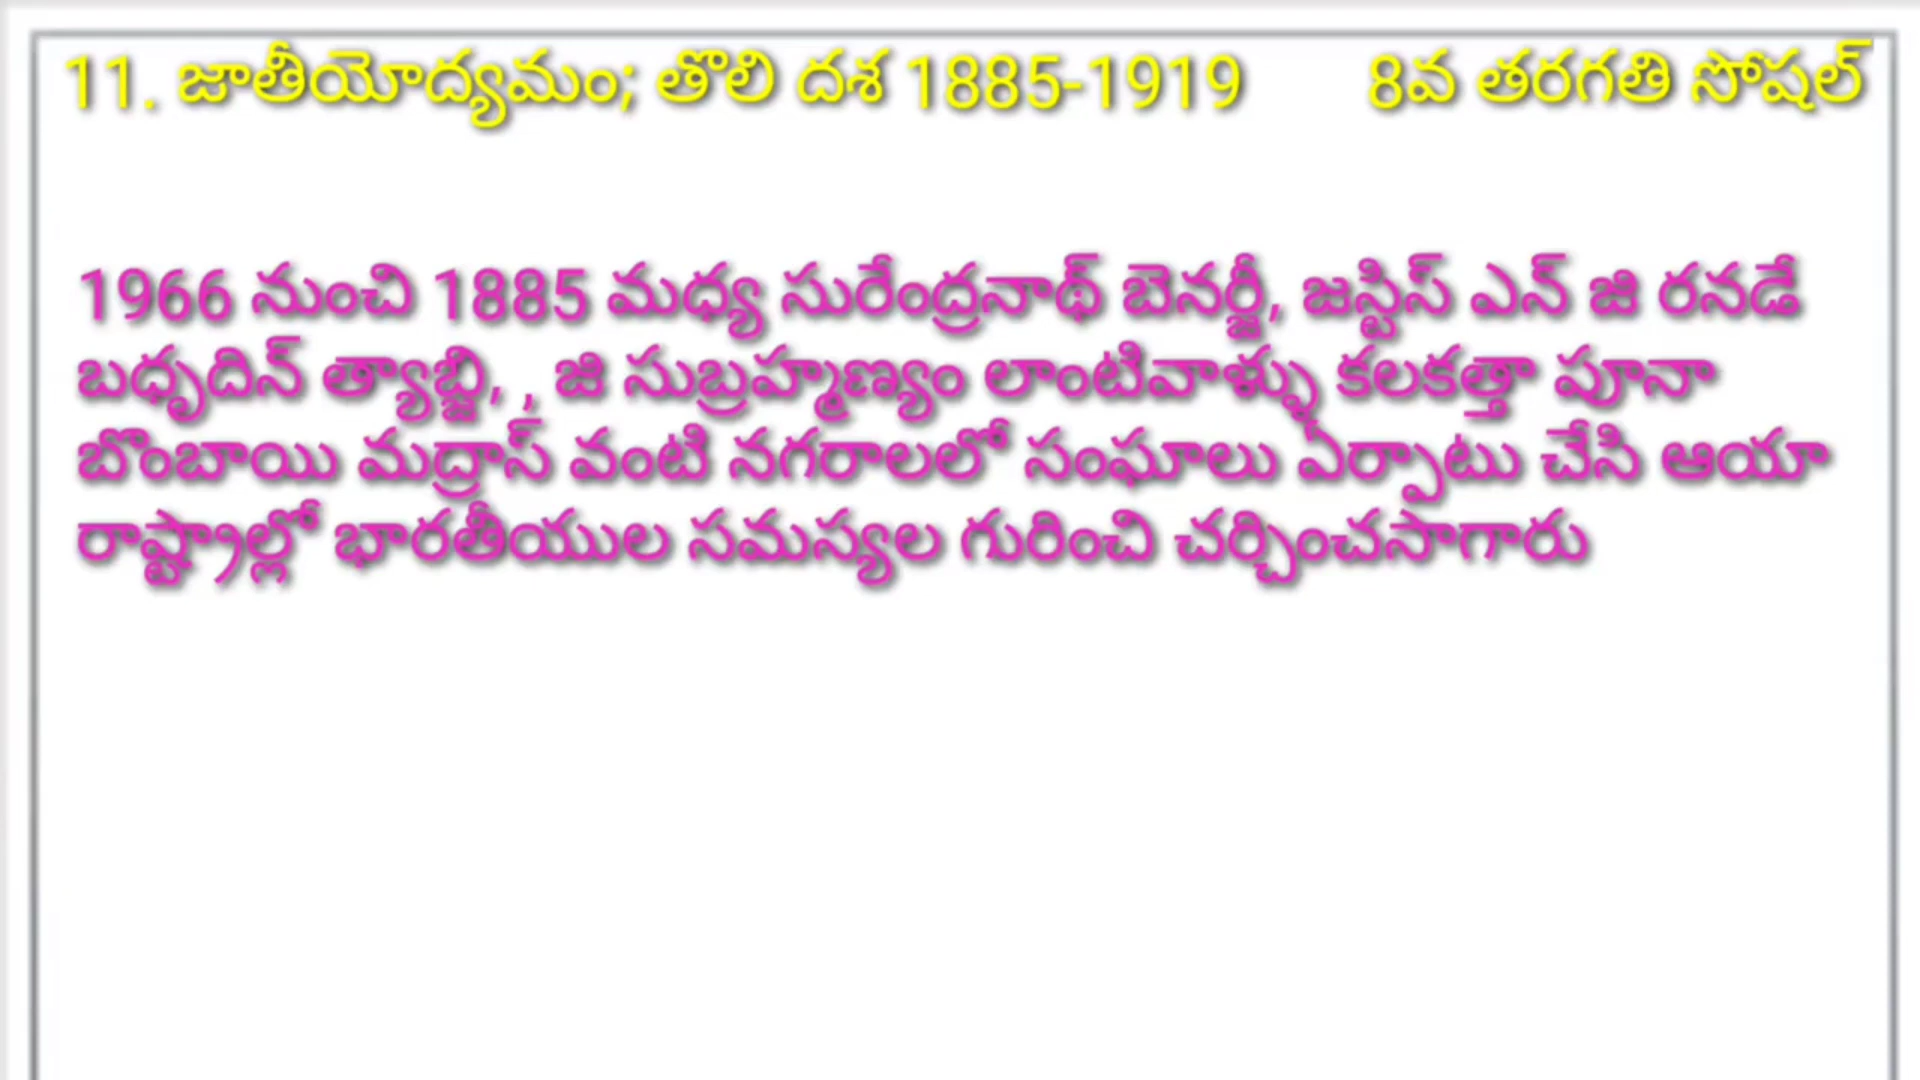 11. జాతీయోద్యమం; తొలి దశ 1885-1919 8వ తరగతి సోషల్
1966 నుంచి 1885 మధ్య సురేంద్రనాథ్ బెనర్జీ, జస్టిస్ ఎన్ జి రనడే
బధృదిన్ త్యాబ్జి, , జి సుబ్రహ్మణ్యం లాంటివాళ్ళు కలకత్తా పూనా
బొంబాయి మద్రాస్ వంటి నగరాలలో సంఘాలు ఏర్పాటు చేసి ఆయా
రాష్ట్రాల్లో భారతీయుల సమస్యల గురించి చర్చించసాగారు